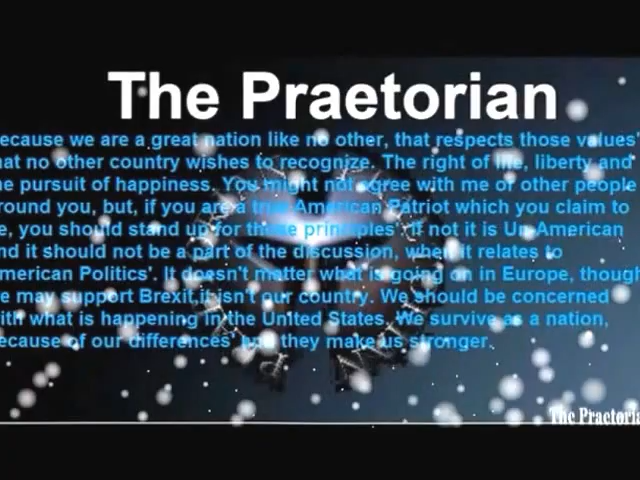 The Praetorian
ecause we are a great nation like no other, that respects those values
hat no other country wishes to recognize. The right of life, liberty and
he pursuit of happiness. You might not agree with me or other people
round you, but, if you are a true American Patriot which you claim to
e, you should stand up for those principles'. If not it is Un-American
nd it should not be a part of the discussion, when it relates to
merican Politics'. It doesn't matter what is going on in Europe, though
e may support Brexit,it isn't our country. We should be concerned
ith what is happening in the United States. We survive as a nation,
ecause of our differences' and they make us stronger.
The Praetoria